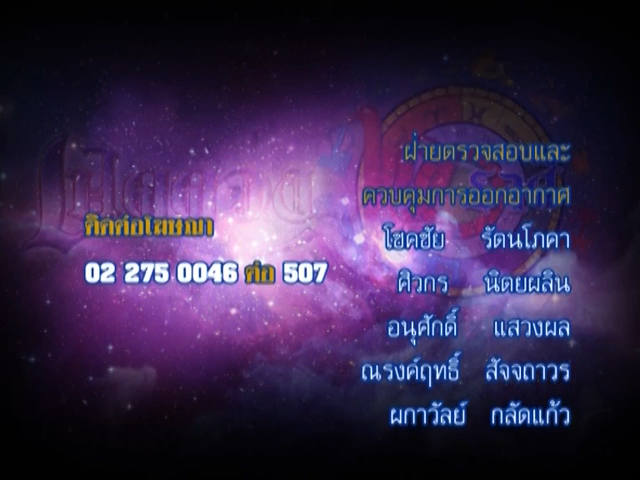 ติดต่อโฆษณา
02 275 0046 ต่อ 507
ฝ่ายตรวจสอบและ
ควบคุมการออกอากาศ
โชคชัย รัตนโภคา
ศิวกร นิตยผลิน
อนุศักดิ์ แสวงผล
ณรงค์ฤทธิ์ สัจจถาวร
ผกาวัลย์ กลัดแก้ว